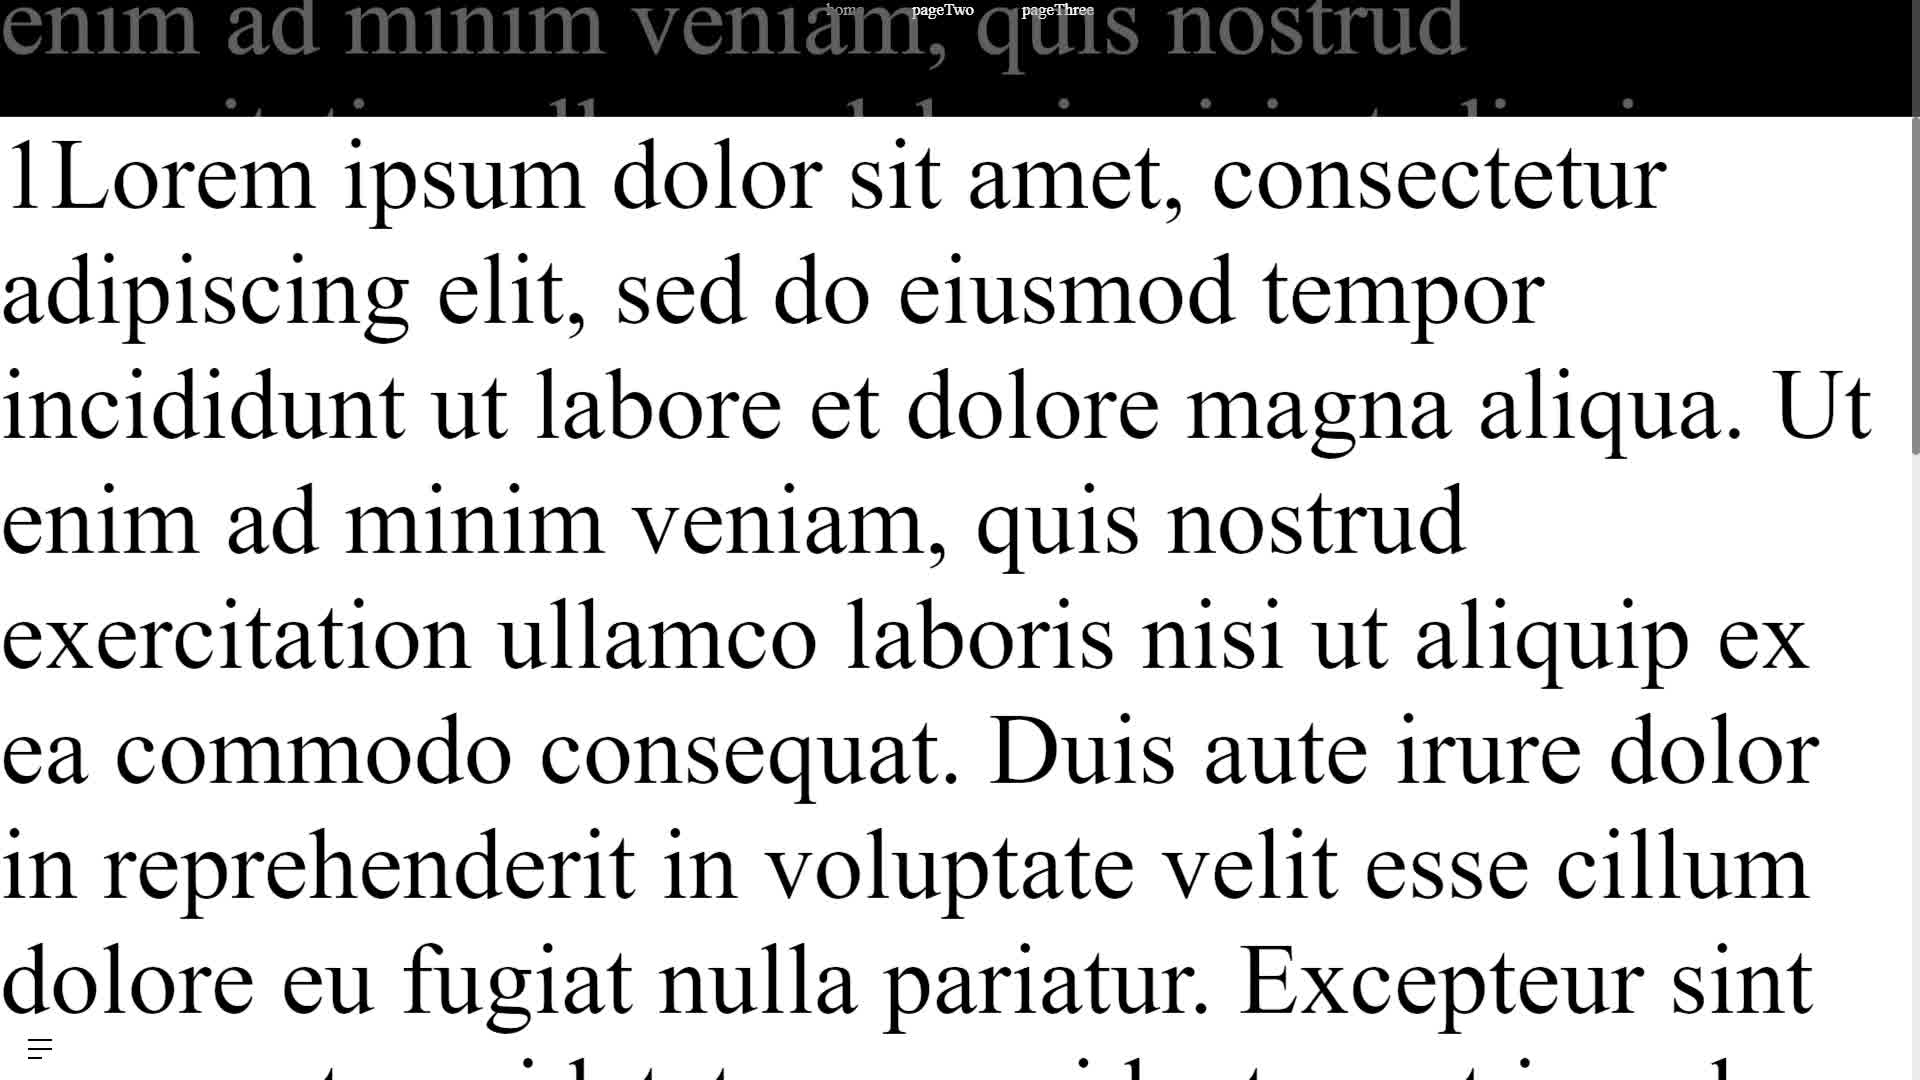 home pageTwo pageThree
enim ad minim veniam, quis nostrud
1Lorem ipsum dolor sit amet, consectetur
adipiscing elit, sed do eiusmod tempor
incididunt ut labore et dolore magna aliqua. Ut
enim ad minim veniam, quis nostrud
exercitation ullamco laboris nisi ut aliquip ex
ea commodo consequat. Duis aute irure dolor
in reprehenderit in voluptate velit esse cillum
dolore eu fugiat nulla pariatur. Excepteur sint